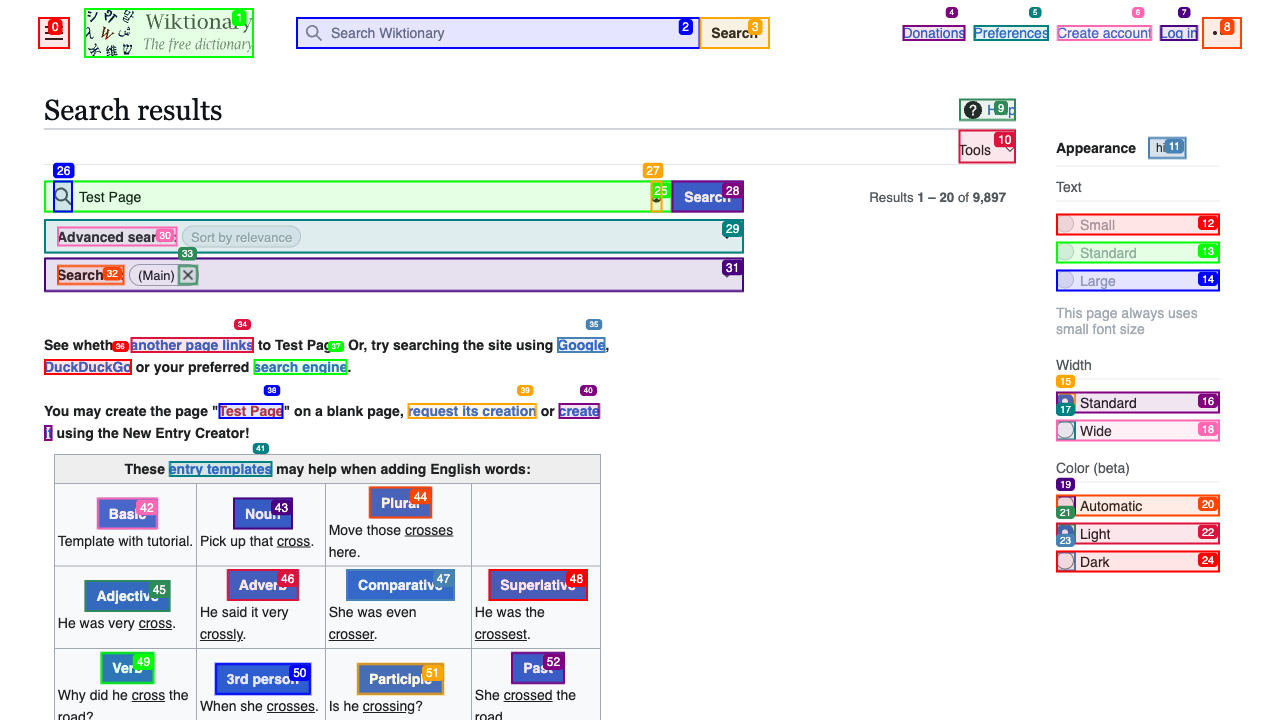 Wiktionary
The free dictionary
Search Wiktionary
Search
Donations
Preferences
Create account
Log in
Search results
Help
Tools
Test Page
Search
Results 1 – 20 of 9,897
Advanced search:
Sort by relevance
Search in:
(Main)
See whether another page links to Test Page. Or, try searching the site using Google,
DuckDuckGo or your preferred search engine.
You may create the page "Test Page" on a blank page, request its creation or create
it using the New Entry Creator!
These entry templates may help when adding English words:
Basic
Template with tutorial.
Noun
Pick up that cross.
Plural
Move those crosses
here.
Adjective
He was very cross.
Adverb
He said it very
crossly.
Comparative
She was even
crosser.
Superlative
He was the
crossest.
Verb
Why did he cross the
road?
3rd person
When she crosses.
Participle
Is he crossing?
Past
She crossed the
road
Appearance
hide
Text
Small
Standard
Large
This page always uses
small font size
Width
Standard
Wide
Color (beta)
Automatic
Light
Dark
0
1
2
3
4
5
6
7
8
9
10
11
12
13
14
15
16
17
18
19
20
21
22
23
24
25
26
27
28
29
30
31
32
33
34
35
36
37
38
39
40
41
42
43
44
45
46
47
48
49
50
51
52